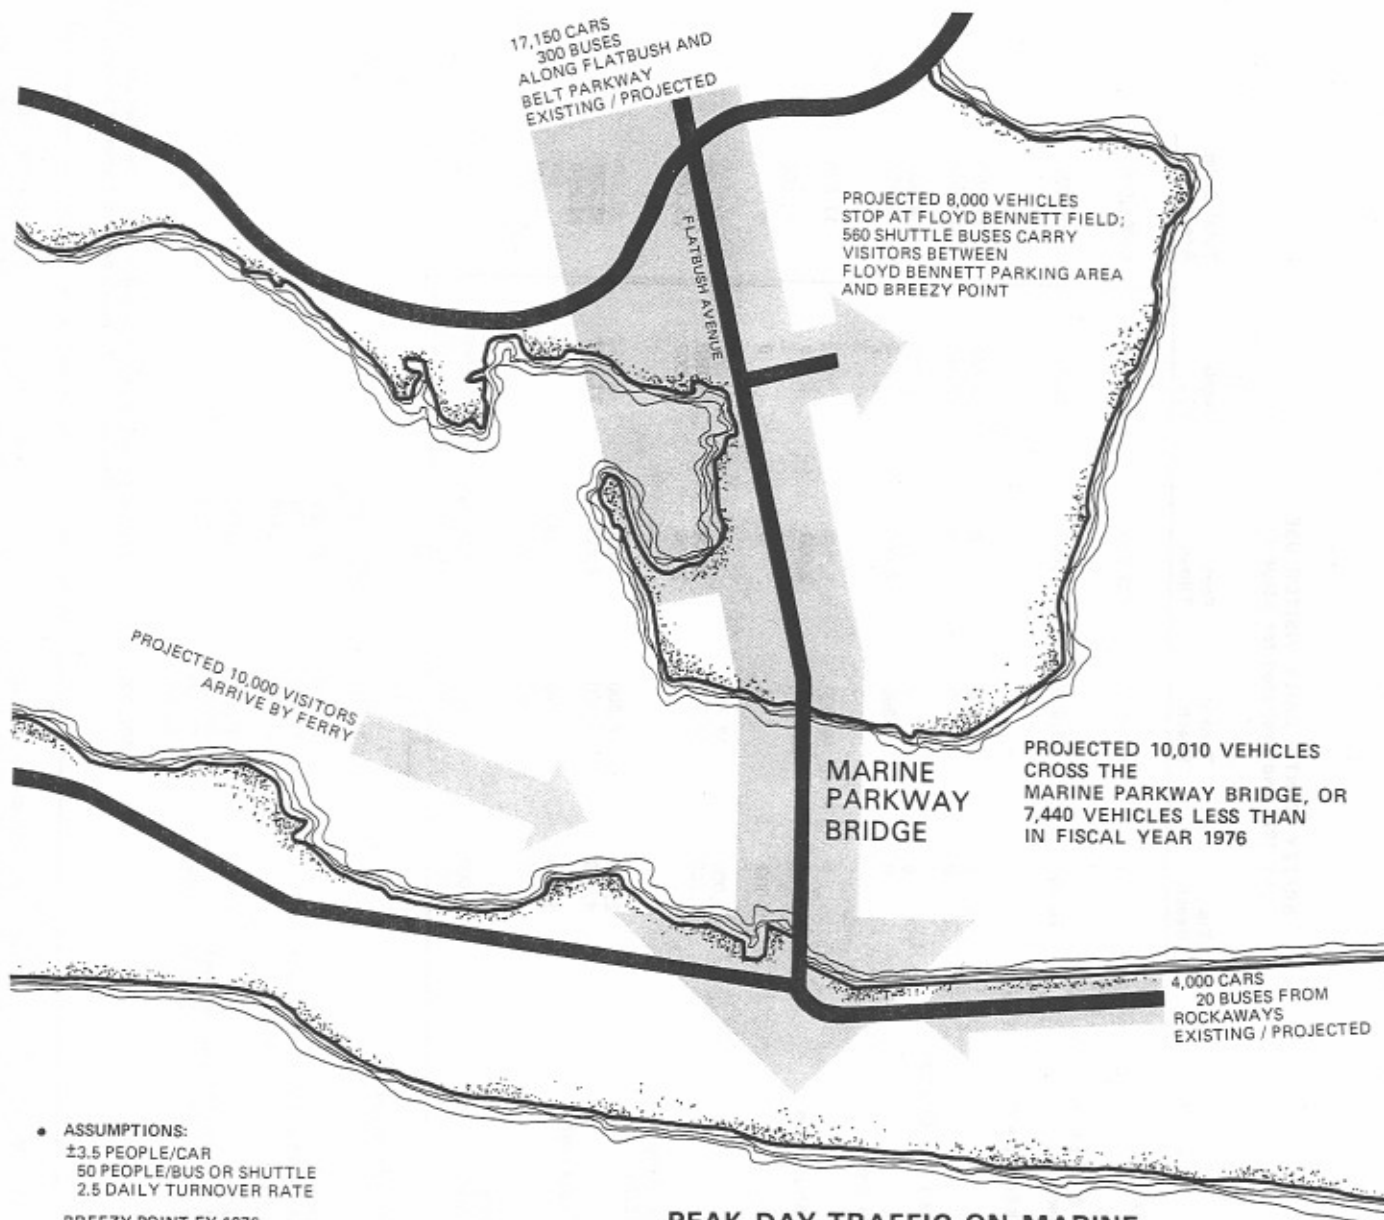 17,150 CARS
300 BUSES
ALONG FLATBUSH AND
BELT PARKWAY
EXISTING / PROJECTED
FLATBUSH AVENUE
PROJECTED 8,000 VEHICLES
STOP AT FLOYD BENNETT FIELD;
560 SHUTTLE BUSES CARRY
VISITORS BETWEEN
FLOYD BENNETT PARKING AREA
AND BREEZY POINT
PROJECTED 10,000 VISITORS
ARRIVE BY FERRY
MARINE
PARKWAY
BRIDGE
PROJECTED 10,010 VEHICLES
CROSS THE
MARINE PARKWAY BRIDGE, OR
7,440 VEHICLES LESS THAN
IN FISCAL YEAR 1976
4,000 CARS
20 BUSES FROM
ROCKAWAYS
EXISTING / PROJECTED
• ASSUMPTIONS:
±3.5 PEOPLE/CAR
50 PEOPLE/BUS OR SHUTTLE
2.5 DAILY TURNOVER RATE
BREEZY POINT FY 1976
PEAK DAY TRAFFIC ON MARINE